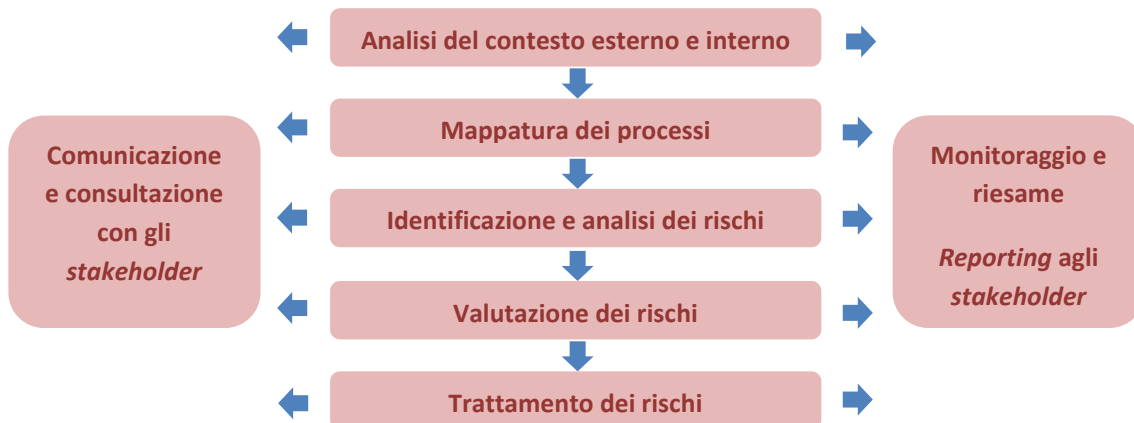 Analisi del contesto esterno e interno
Mappatura dei processi
Comunicazione
e consultazione
con gli
stakeholder
Monitoraggio e
riesame
Reporting agli
stakeholder
Identificazione e analisi dei rischi
Valutazione dei rischi
Trattamento dei rischi